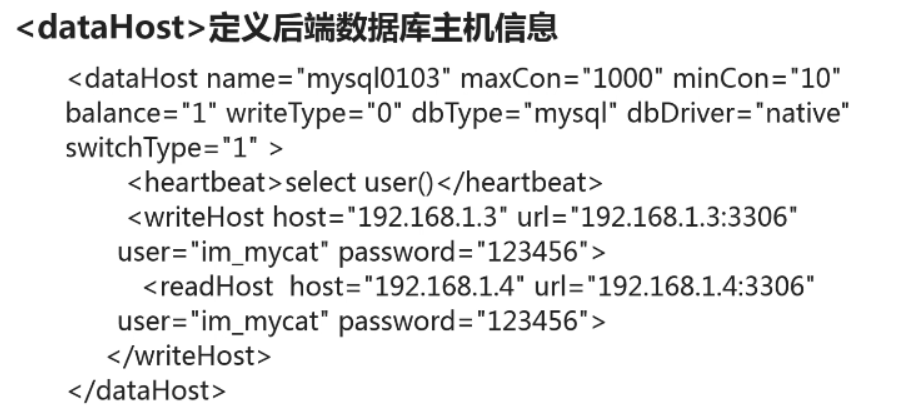 <dataHost>定义后端数据库主机信息
<dataHost name="mysql0103" maxCon="1000" minCon="10"
balance="1" writeType="0" dbType="mysql" dbDriver="native"
switchType="1" >
<heartbeat>select user()</heartbeat>
<writeHost host="192.168.1.3" url="192.168.1.3:3306"
user="im_mycat" password="123456">
<readHost  host="192.168.1.4" url="192.168.1.4:3306"
user="im_mycat" password="123456">
</writeHost>
</dataHost>